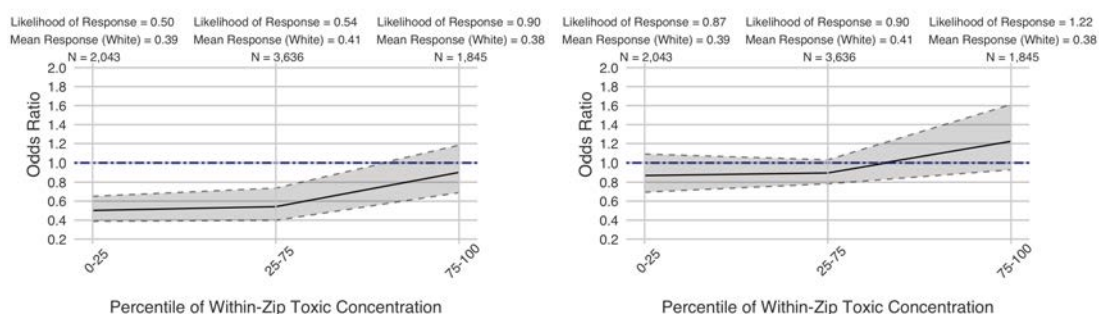 Likelihood of Response = 0.50 Likelihood of Response = 0.54 Likelihood of Response = 0.90
Mean Response (White) = 0.39 Mean Response (White) = 0.41 Mean Response (White) = 0.38
N = 2,043 N = 3,636 N = 1,845
2.0
1.8
1.6
1.4
1.2
1.0
0.8
0.6
0.4
0.2
Odds Ratio
0-25 25-75 75-100
Percentile of Within-Zip Toxic Concentration
Likelihood of Response = 0.87 Likelihood of Response = 0.90 Likelihood of Response = 1.22
Mean Response (White) = 0.39 Mean Response (White) = 0.41 Mean Response (White) = 0.38
N = 2,043 N = 3,636 N = 1,845
2.0
1.8
1.6
1.4
1.2
1.0
0.8
0.6
0.4
0.2
Odds Ratio
0-25 25-75 75-100
Percentile of Within-Zip Toxic Concentration